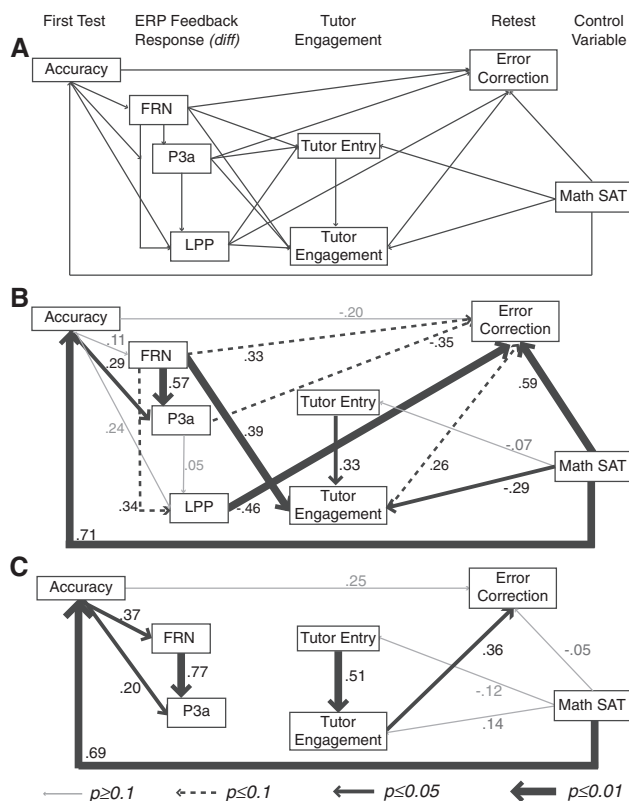 First Test
ERP Feedback
Response (diff)
Tutor
Engagement
Retest
Control
Variable
A
Accuracy
FRN
P3a
LPP
Tutor Entry
Tutor
Engagement
Error
Correction
Math SAT
B
Accuracy
-.20
Error
Correction
.11
FRN
.29
.33
-.35
.57
P3a
Tutor Entry
.59
.24
.39
-.07
.05
.33
.26
Math SAT
.34
LPP
-.46
Tutor
Engagement
-.29
.71
C
Accuracy
.25
Error
Correction
.37
FRN
Tutor Entry
.36
-.05
.77
.51
.20
P3a
-.12
Tutor
Engagement
.14
Math SAT
.69
p≥0.1
p≤0.1
p≤0.05
p≤0.01